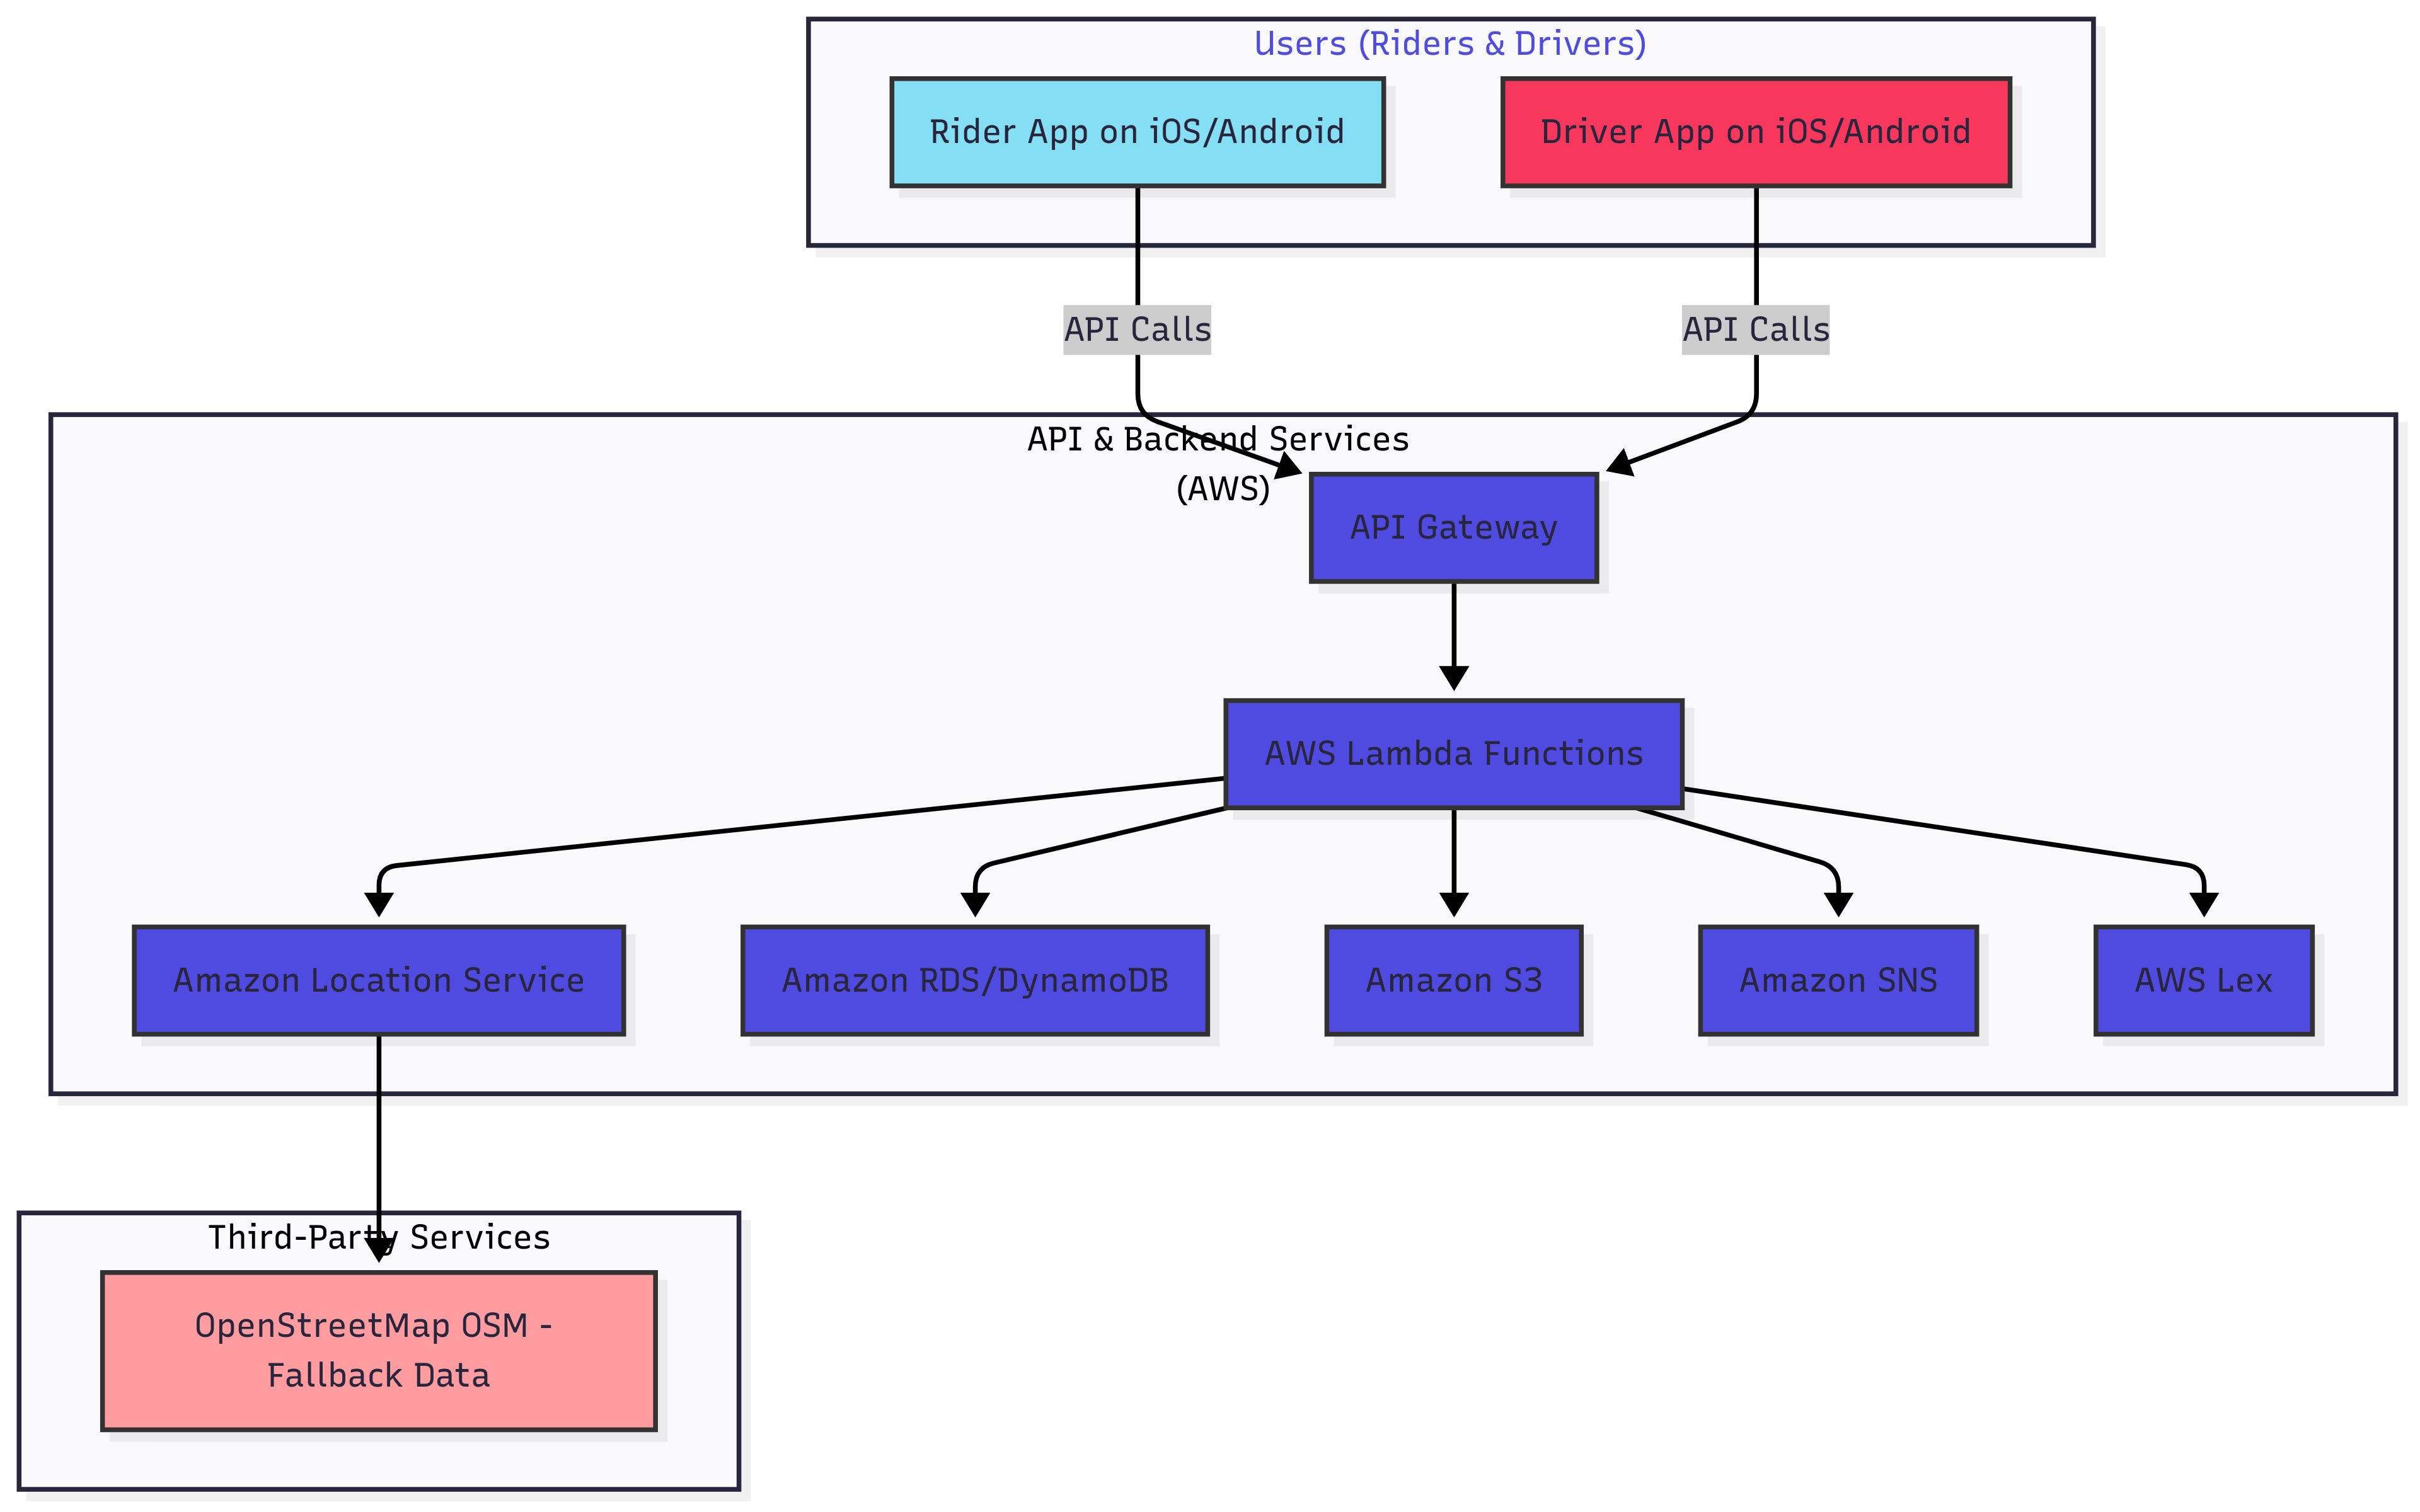 Users (Riders & Drivers)
Rider App on iOS/Android
Driver App on iOS/Android
API Calls
API Calls
API & Backend Services
(AWS)
API Gateway
AWS Lambda Functions
Amazon Location Service
Amazon RDS/DynamoDB
Amazon S3
Amazon SNS
AWS Lex
Third-Party Services
OpenStreetMap OSM -
Fallback Data